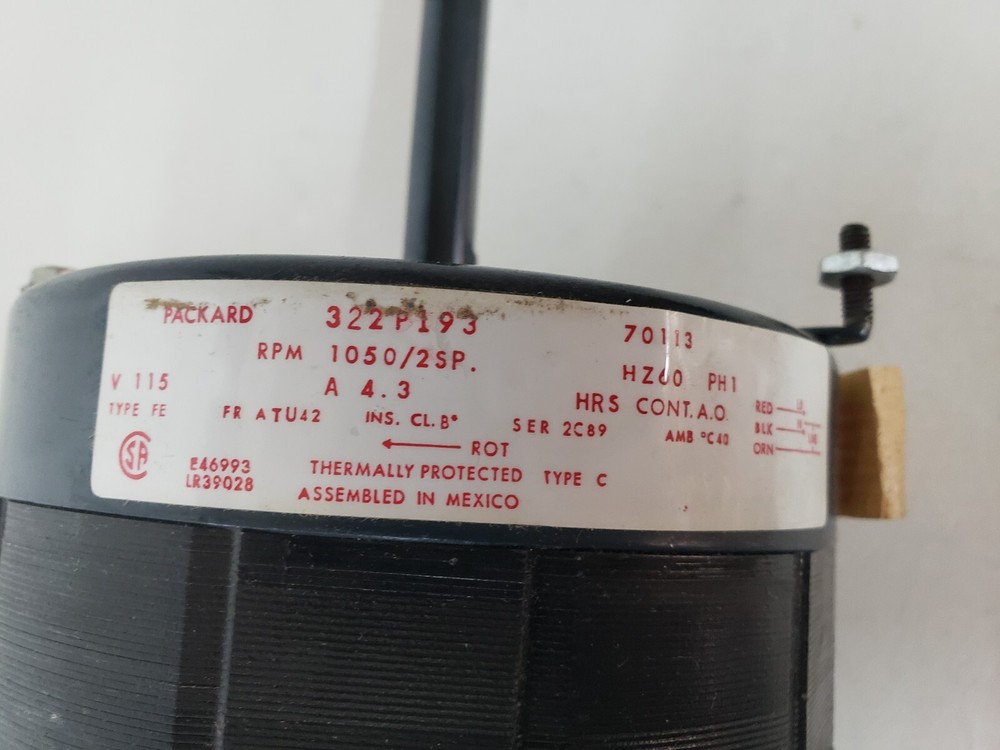 PACKARD 322P193 70113
RPM 1050/2SP.
V 115 A 4.3 HZ60 PH1
TYPE FE FR ATU42 INS. CL. B° HRS CONT. A.O.
SER 2C89 AMB °C40
RED
BLK
ORN
ROT
SA
E46993
LR39028
THERMALLY PROTECTED TYPE C
ASSEMBLED IN MEXICO